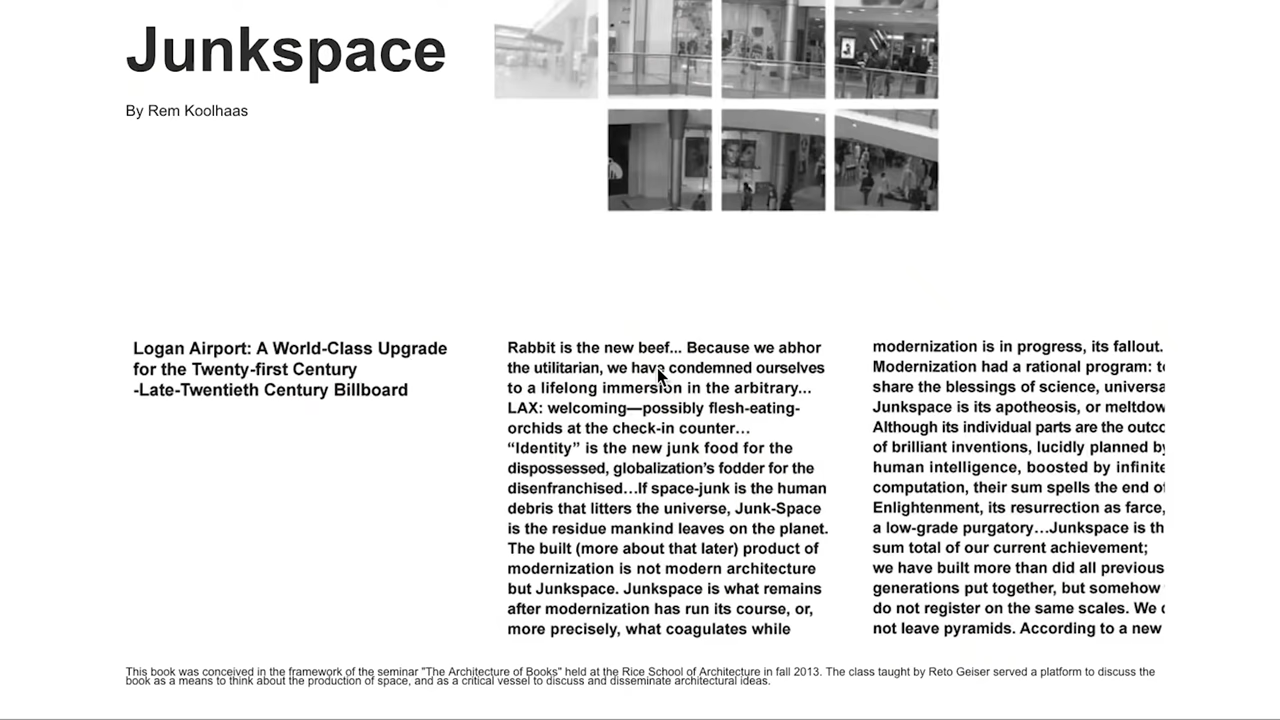 Junkspace
By Rem Koolhaas
Logan Airport: A World-Class Upgrade
for the Twenty-first Century
-Late-Twentieth Century Billboard
Rabbit is the new beef... Because we abhor
the utilitarian, we have condemned ourselves
to a lifelong immersion in the arbitrary...
LAX: welcoming—possibly flesh-eating-
orchids at the check-in counter…
“Identity” is the new junk food for the
dispossessed, globalization’s fodder for the
disenfranchised…If space-junk is the human
debris that litters the universe, Junk-Space
is the residue mankind leaves on the planet.
The built (more about that later) product of
modernization is not modern architecture
but Junkspace. Junkspace is what remains
after modernization has run its course, or,
more precisely, what coagulates while
modernization is in progress, its fallout.
Modernization had a rational program: t
share the blessings of science, universa
Junkspace is its apotheosis, or meltdow
Although its individual parts are the outco
of brilliant inventions, lucidly planned by
human intelligence, boosted by infinite
computation, their sum spells the end of
Enlightenment, its resurrection as farce,
a low-grade purgatory…Junkspace is th
sum total of our current achievement;
we have built more than did all previous
generations put together, but somehow
do not register on the same scales. We
not leave pyramids. According to a new
This book was conceived in the framework of the seminar "The Architecture of Books" held at the Rice School of Architecture in fall 2013. The class taught by Reto Geiser served a platform to discuss the
book as a means to think about the production of space, and as a critical vessel to discuss and disseminate architectural ideas.